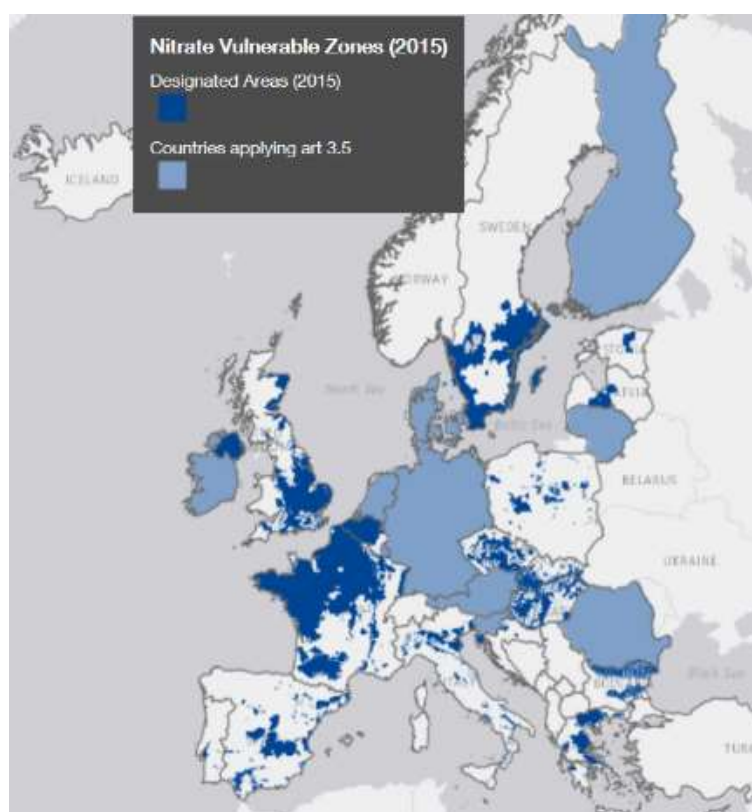 Nitrate Vulnerable Zones (2015)
Designated Areas (2015)
Countries applying art 3.5
ICELAND
SWEDEN
NORWAY
North Sea
Baltic Sea
BELARUS
UKRAINE
Black Sea